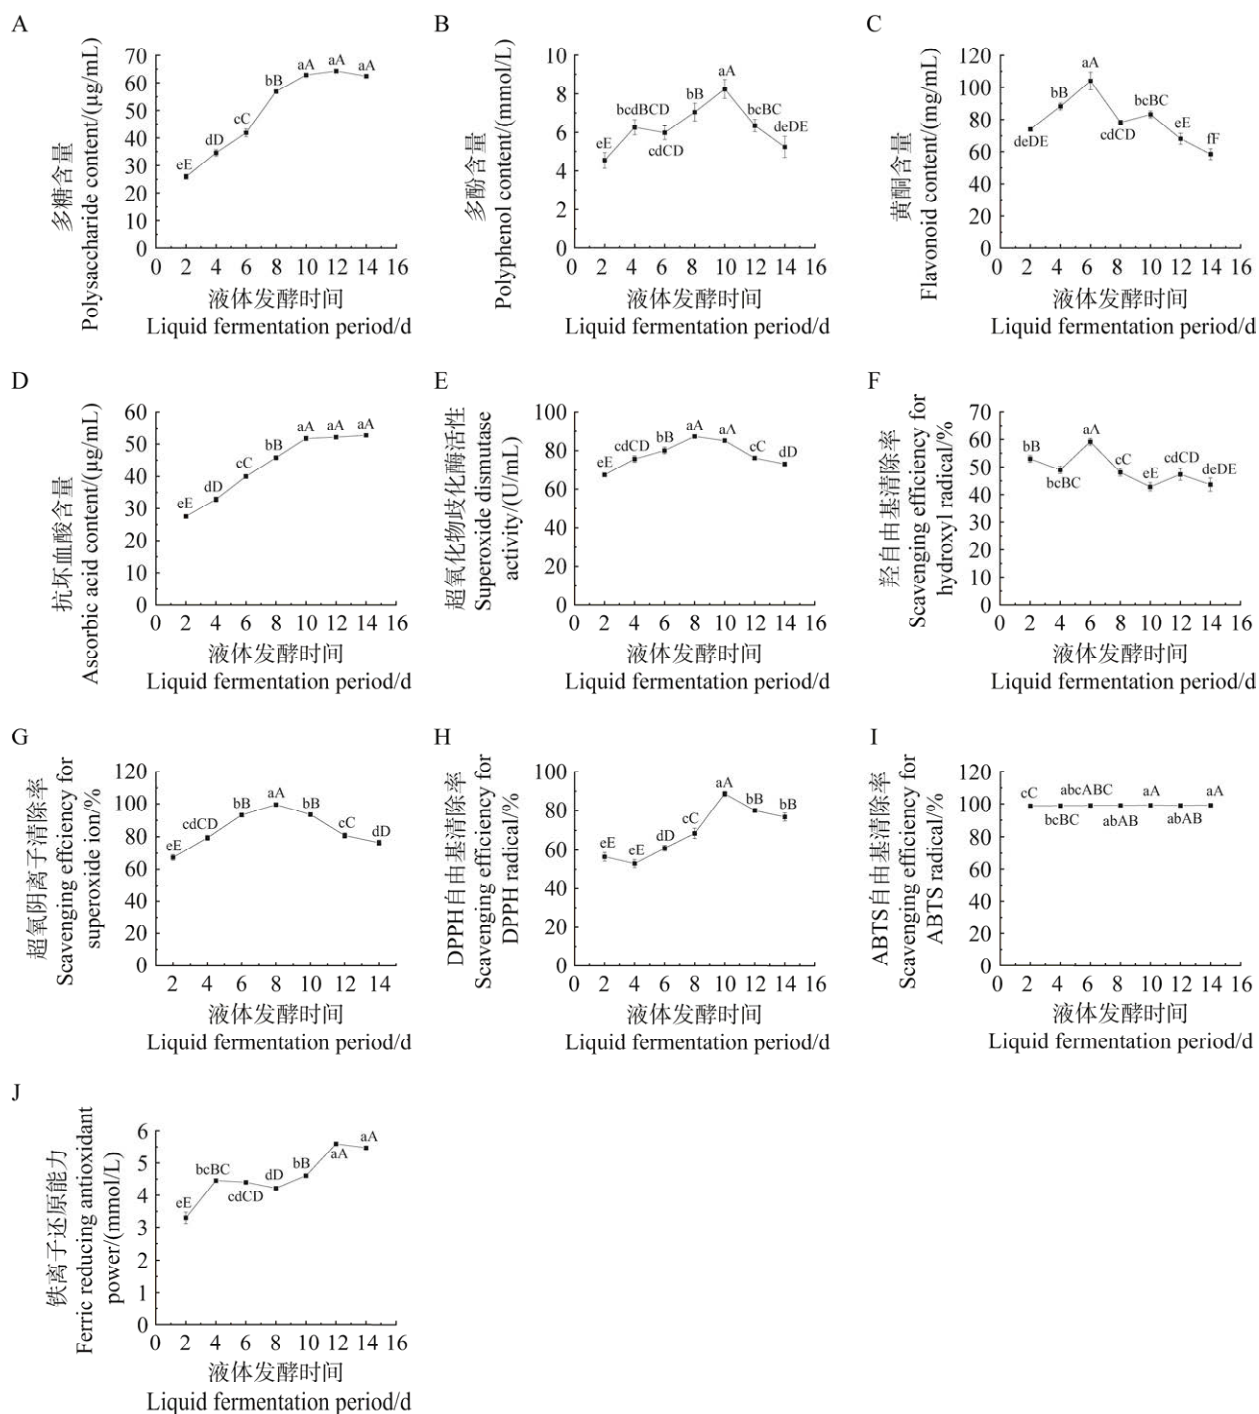 A
70
60
50
40
30
20
10
0
eE
dD
cC
bB
aA
aA
aA
0 2 4 6 8 10 12 14 16
多糖含量
Polysaccharide content/(μg/mL)
液体发酵时间
Liquid fermentation period/d
B
10
8
6
4
2
0
eE
bcdBCD
cdCD
bB
aA
bcBC
deDE
0 2 4 6 8 10 12 14 16
多酚含量
Polyphenol content/(mmol/L)
液体发酵时间
Liquid fermentation period/d
C
120
100
80
60
40
20
0
deDE
bB
aA
cdCD
bcBC
eE
fF
0 2 4 6 8 10 12 14 16
黄酮含量
Flavonoid content/(mg/mL)
液体发酵时间
Liquid fermentation period/d
D
60
50
40
30
20
10
0
eE
dD
cC
bB
aA
aA
aA
0 2 4 6 8 10 12 14 16
抗坏血酸含量
Ascorbic acid content/(μg/mL)
液体发酵时间
Liquid fermentation period/d
E
100
80
60
40
20
0
eE
cdCD
bB
aA
aA
cC
dD
0 2 4 6 8 10 12 14 16
超氧化物歧化酶活性
Superoxide dismutase
activity/(U/mL)
液体发酵时间
Liquid fermentation period/d
F
70
60
50
40
30
20
10
0
bB
bcBC
aA
cC
eE
cdCD
deDE
0 2 4 6 8 10 12 14 16
羟自由基清除率
Scavenging efficiency for
hydroxyl radical/%
液体发酵时间
Liquid fermentation period/d
G
120
100
80
60
40
20
0
eE
cdCD
bB
aA
bB
cC
dD
2 4 6 8 10 12 14
超氧阴离子清除率
Scavenging effciency for
superoxide ion/%
液体发酵时间
Liquid fermentation period/d
H
100
80
60
40
20
0
eE
eE
dD
cC
aA
bB
bB
0 2 4 6 8 10 12 14 16
DPPH自由基清除率
Scavenging efficiency for
DPPH radical/%
液体发酵时间
Liquid fermentation period/d
I
120
100
80
60
40
20
0
cC
bcBC
abcABC
abAB
aA
abAB
aA
0 2 4 6 8 10 12 14 16
ABTS自由基清除率
Scavenging efficiency for
ABTS radical/%
液体发酵时间
Liquid fermentation period/d
J
6
5
4
3
2
1
0
eE
bcBC
cdCD
dD
bB
aA
aA
0 2 4 6 8 10 12 14 16
铁离子还原能力
Ferric reducing antioxidant
power/(mmol/L)
液体发酵时间
Liquid fermentation period/d